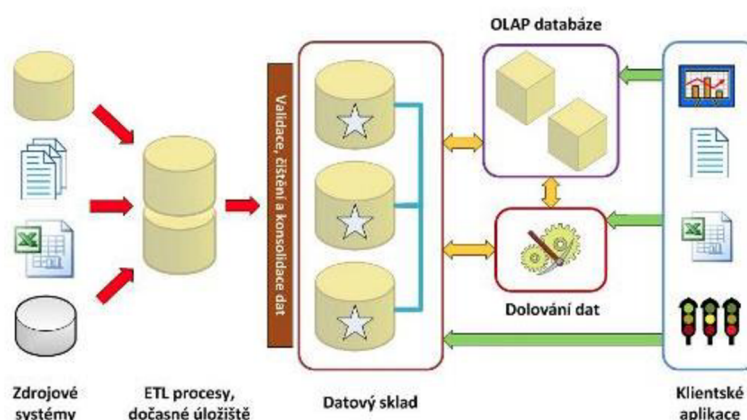 OLAP databáze
Validace, čištění a konsolidace dat
Dolování dat
Zdrojové
systémy
ETL procesy,
dočasné úložiště
Datový sklad
Klientské
aplikace